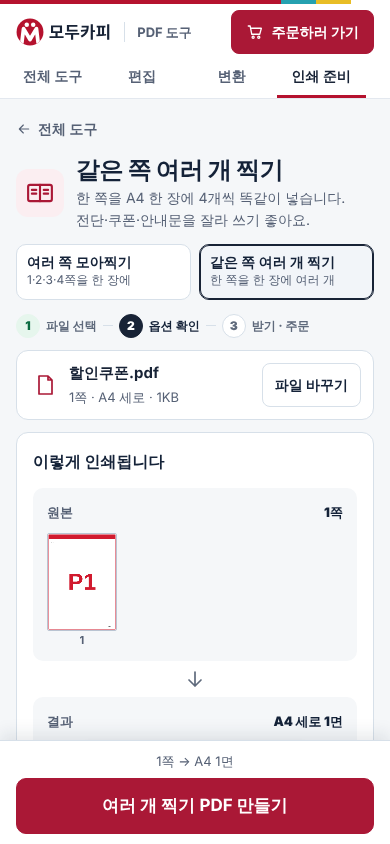 모두카피
PDF 도구
주문하러 가기
전체 도구
편집
변환
인쇄 준비
← 전체 도구
같은 쪽 여러 개 찍기
한 쪽을 A4 한 장에 4개씩 똑같이 넣습니다.
전단·쿠폰·안내문을 잘라 쓰기 좋아요.
여러 쪽 모아찍기
1·2·3·4쪽을 한 장에
같은 쪽 여러 개 찍기
한 쪽을 한 장에 여러 개
1 파일 선택
2 옵션 확인
3 받기 · 주문
할인쿠폰.pdf
1쪽 · A4 세로 · 1KB
파일 바꾸기
이렇게 인쇄됩니다
원본
1쪽
P1
1
↓
결과
A4 세로 1면
1쪽 → A4 1면
여러 개 찍기 PDF 만들기